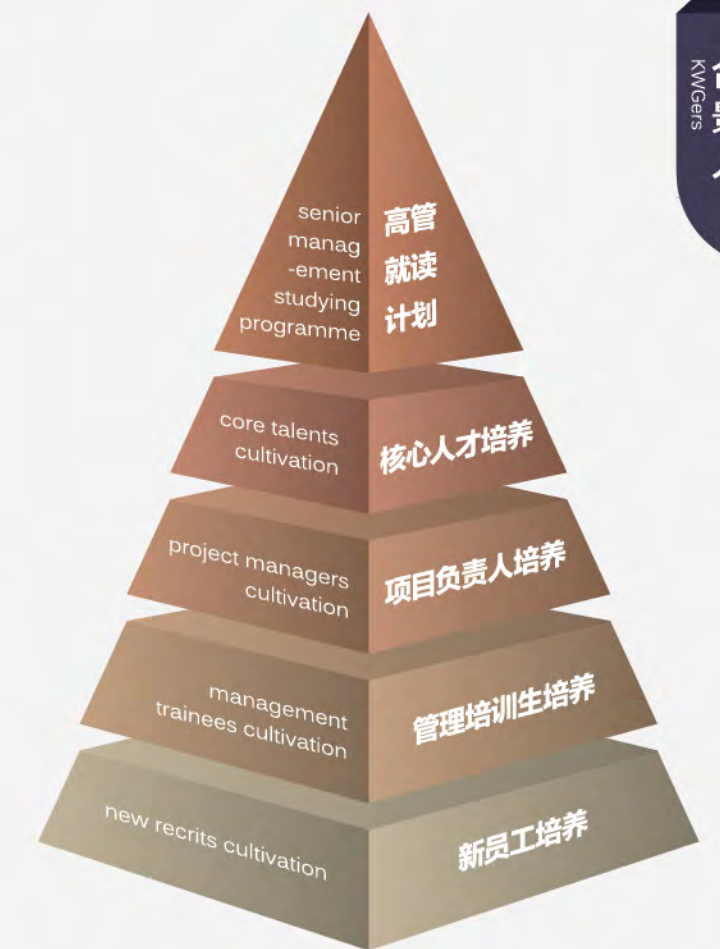 senior
manag
-ement
studying
programme
高管
就读
计划
core talents
cultivation
核心人才培养
project managers
cultivation
项目负责人培养
management
trainees cultivation
管理培训生培养
new recrits cultivation
新员工培养
KWGers